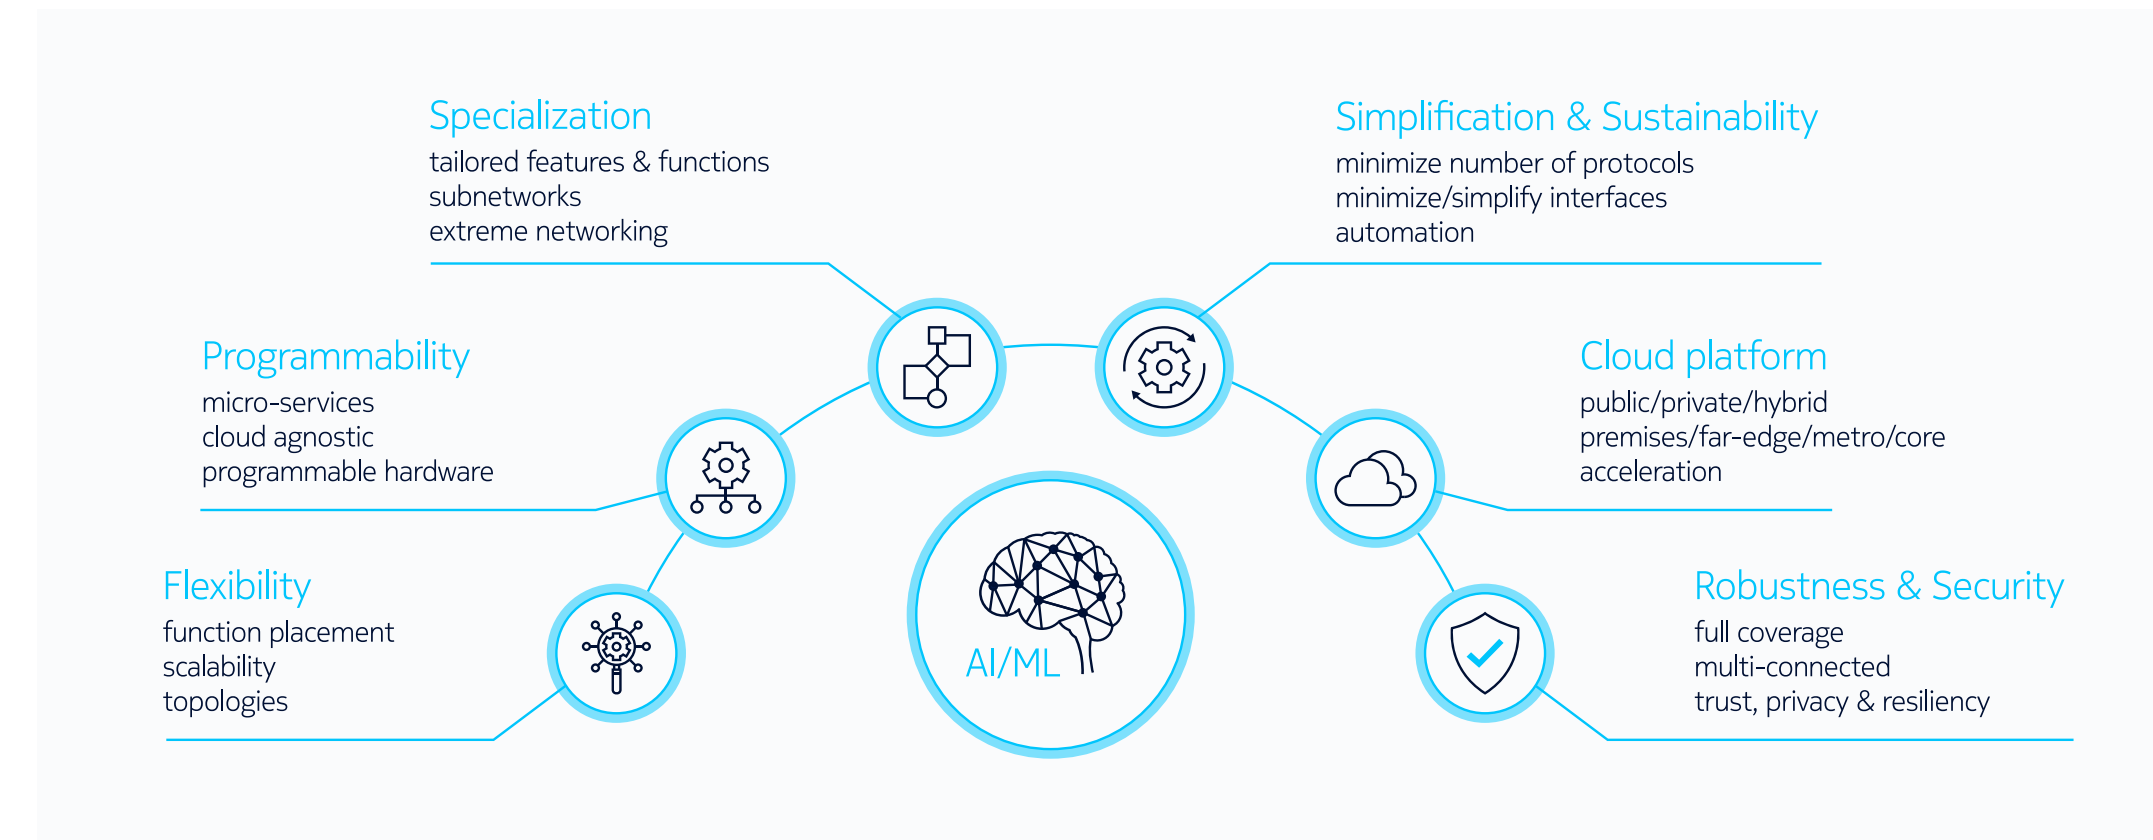 Specialization
tailored features & functions
subnetworks
extreme networking
Simplification & Sustainability
minimize number of protocols
minimize/simplify interfaces
automation
Programmability
micro-services
cloud agnostic
programmable hardware
Cloud platform
public/private/hybrid
premises/far-edge/metro/core
acceleration
Flexibility
function placement
scalability
topologies
AI/ML
Robustness & Security
full coverage
multi-connected
trust, privacy & resiliency